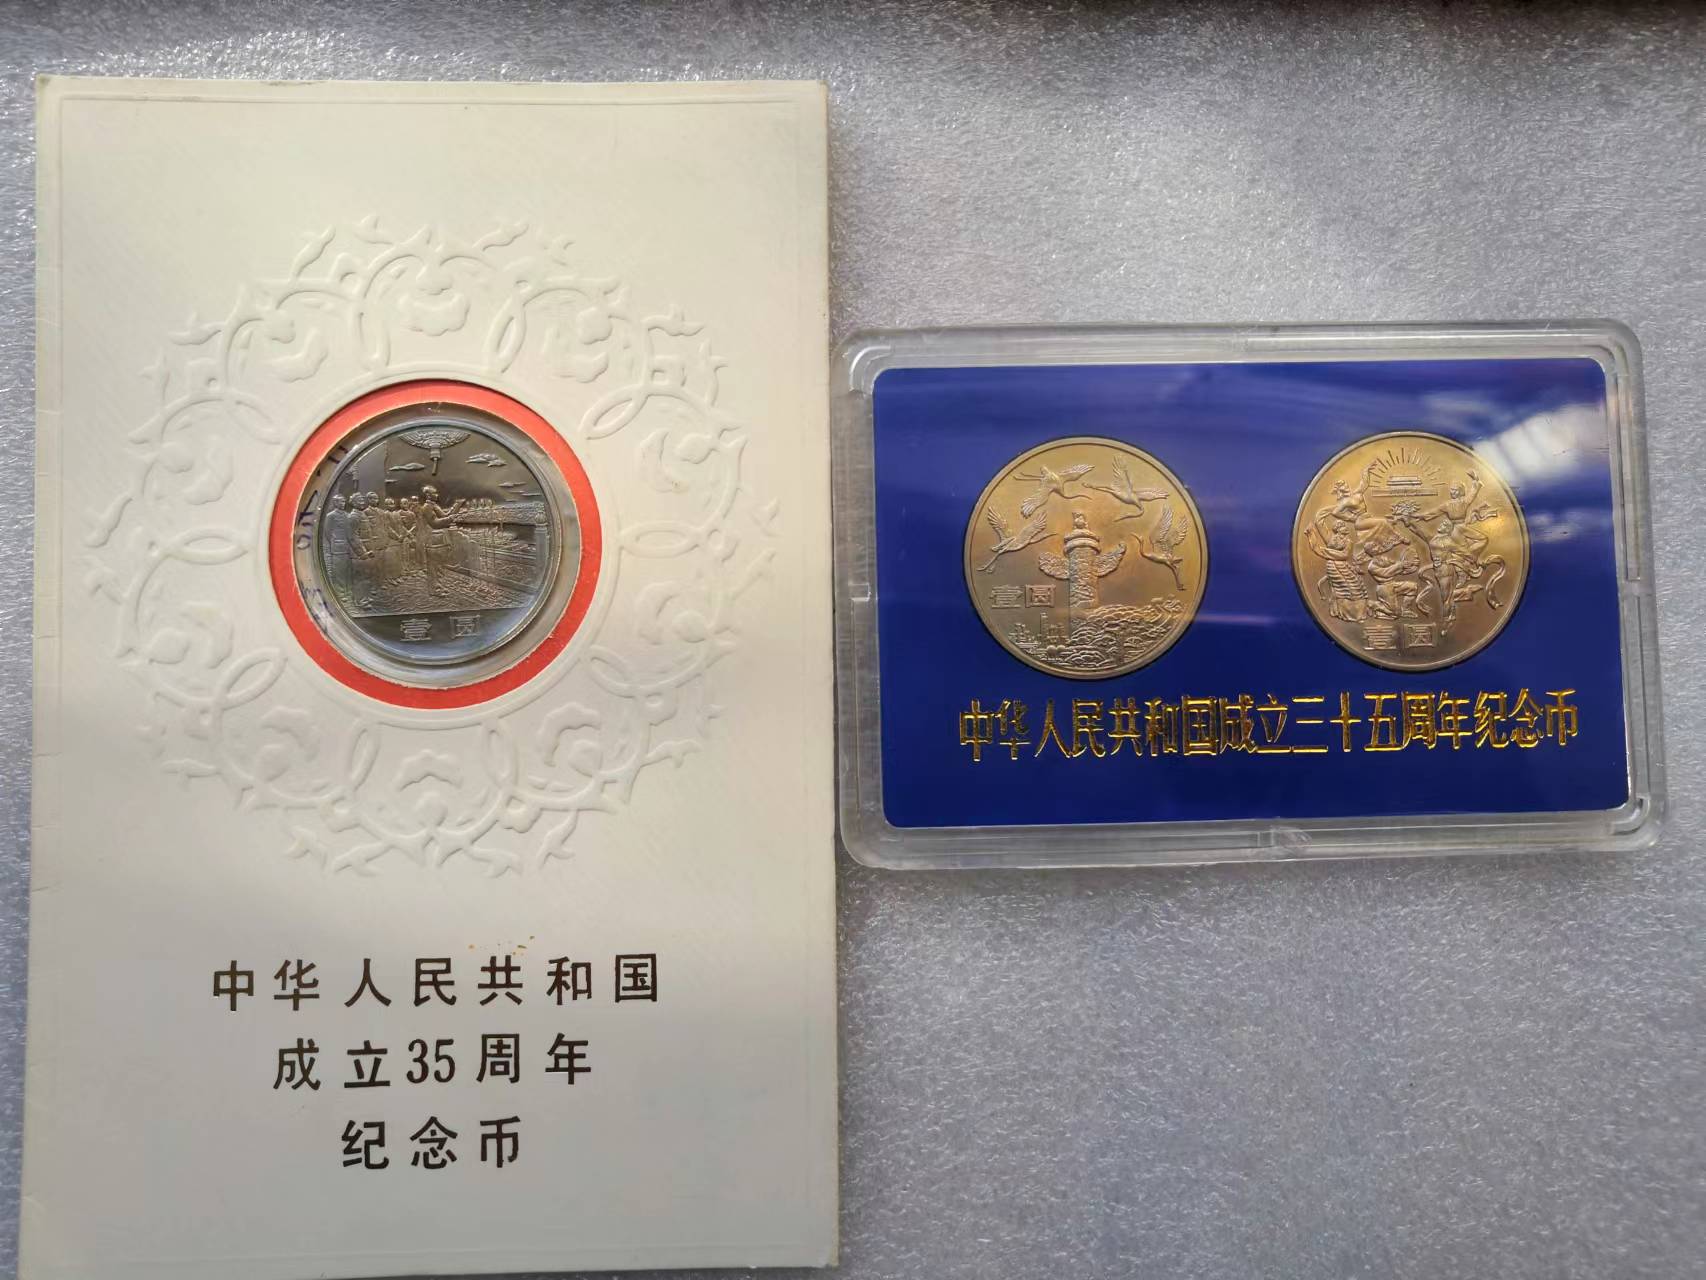 壹圆
中华人民共和国
成立35周年
纪念币
壹圆
壹圆
中华人民共和国成立三十五周年纪念币